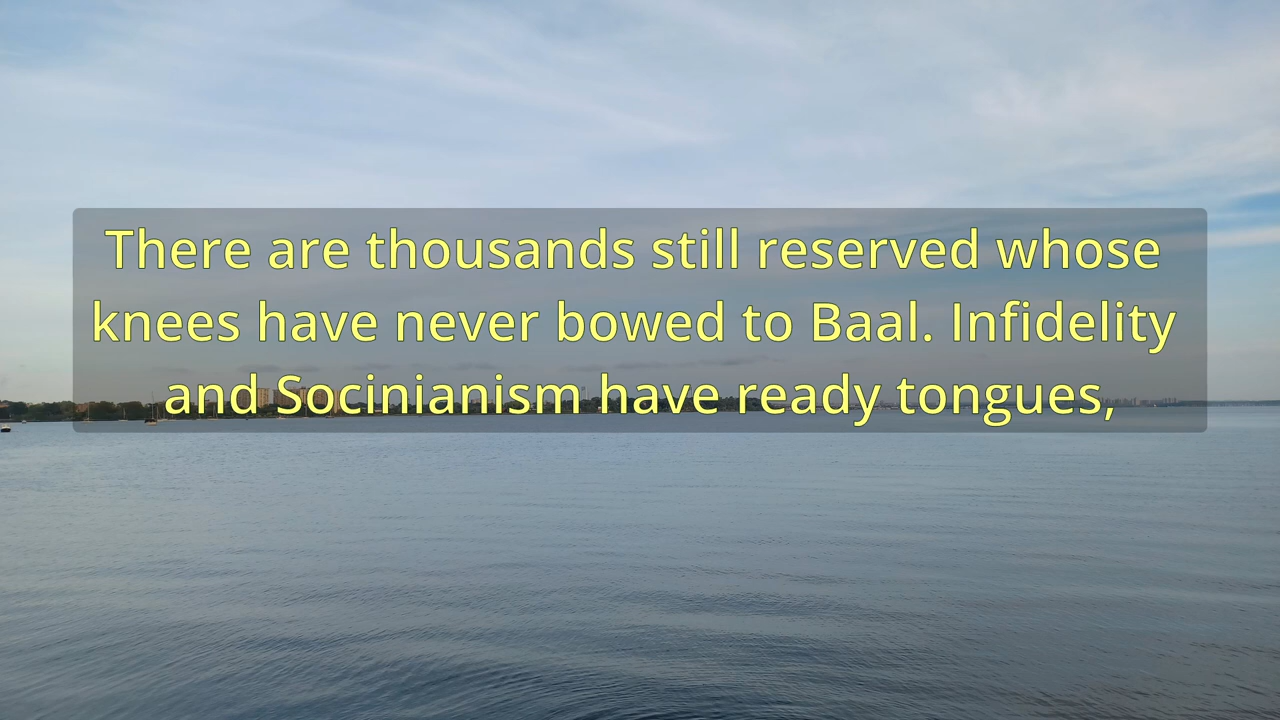 There are thousands still reserved whose
knees have never bowed to Baal. Infidelity
and Socinianism have ready tongues,